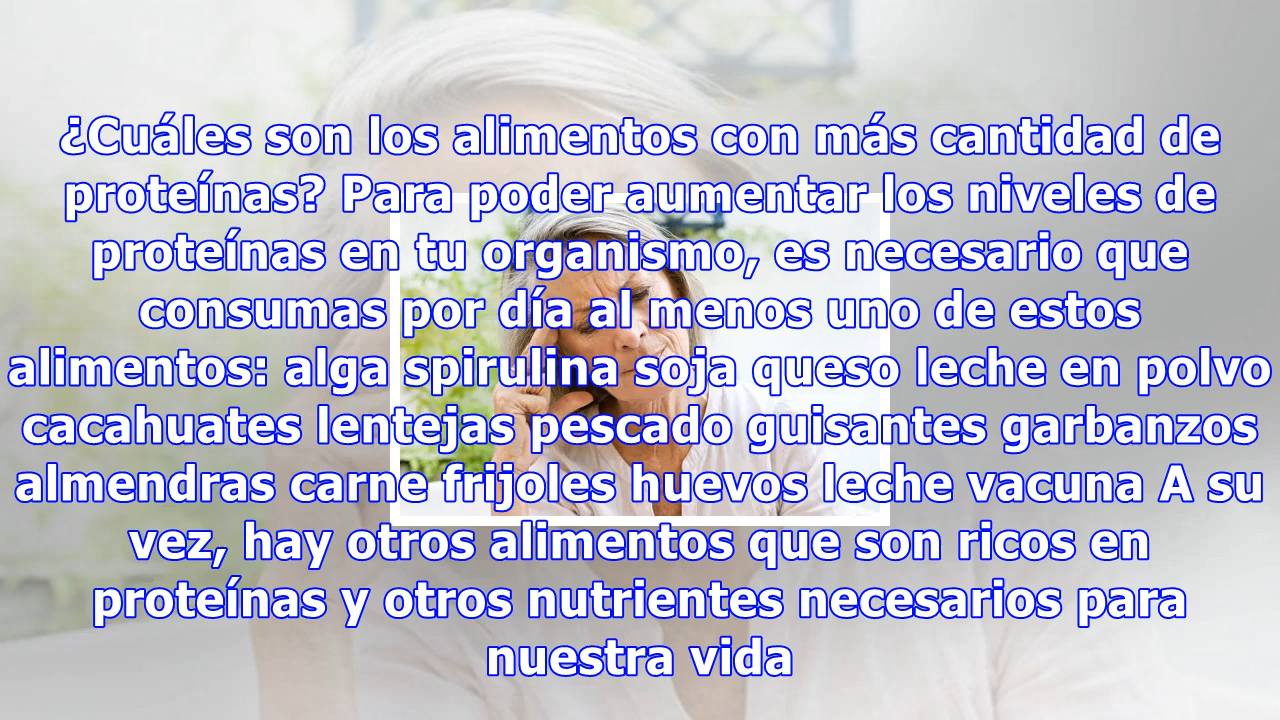 ¿Cuáles son los alimentos con más cantidad de
proteínas? Para poder aumentar los niveles de
proteínas en tu organismo, es necesario que
consumas por día al menos uno de estos
alimentos: alga spirulina soja queso leche en polvo
cacahuates lentejas pescado guisantes garbanzos
almendras carne frijoles huevos leche vacuna A su
vez, hay otros alimentos que son ricos en
proteínas y otros nutrientes necesarios para
nuestra vida